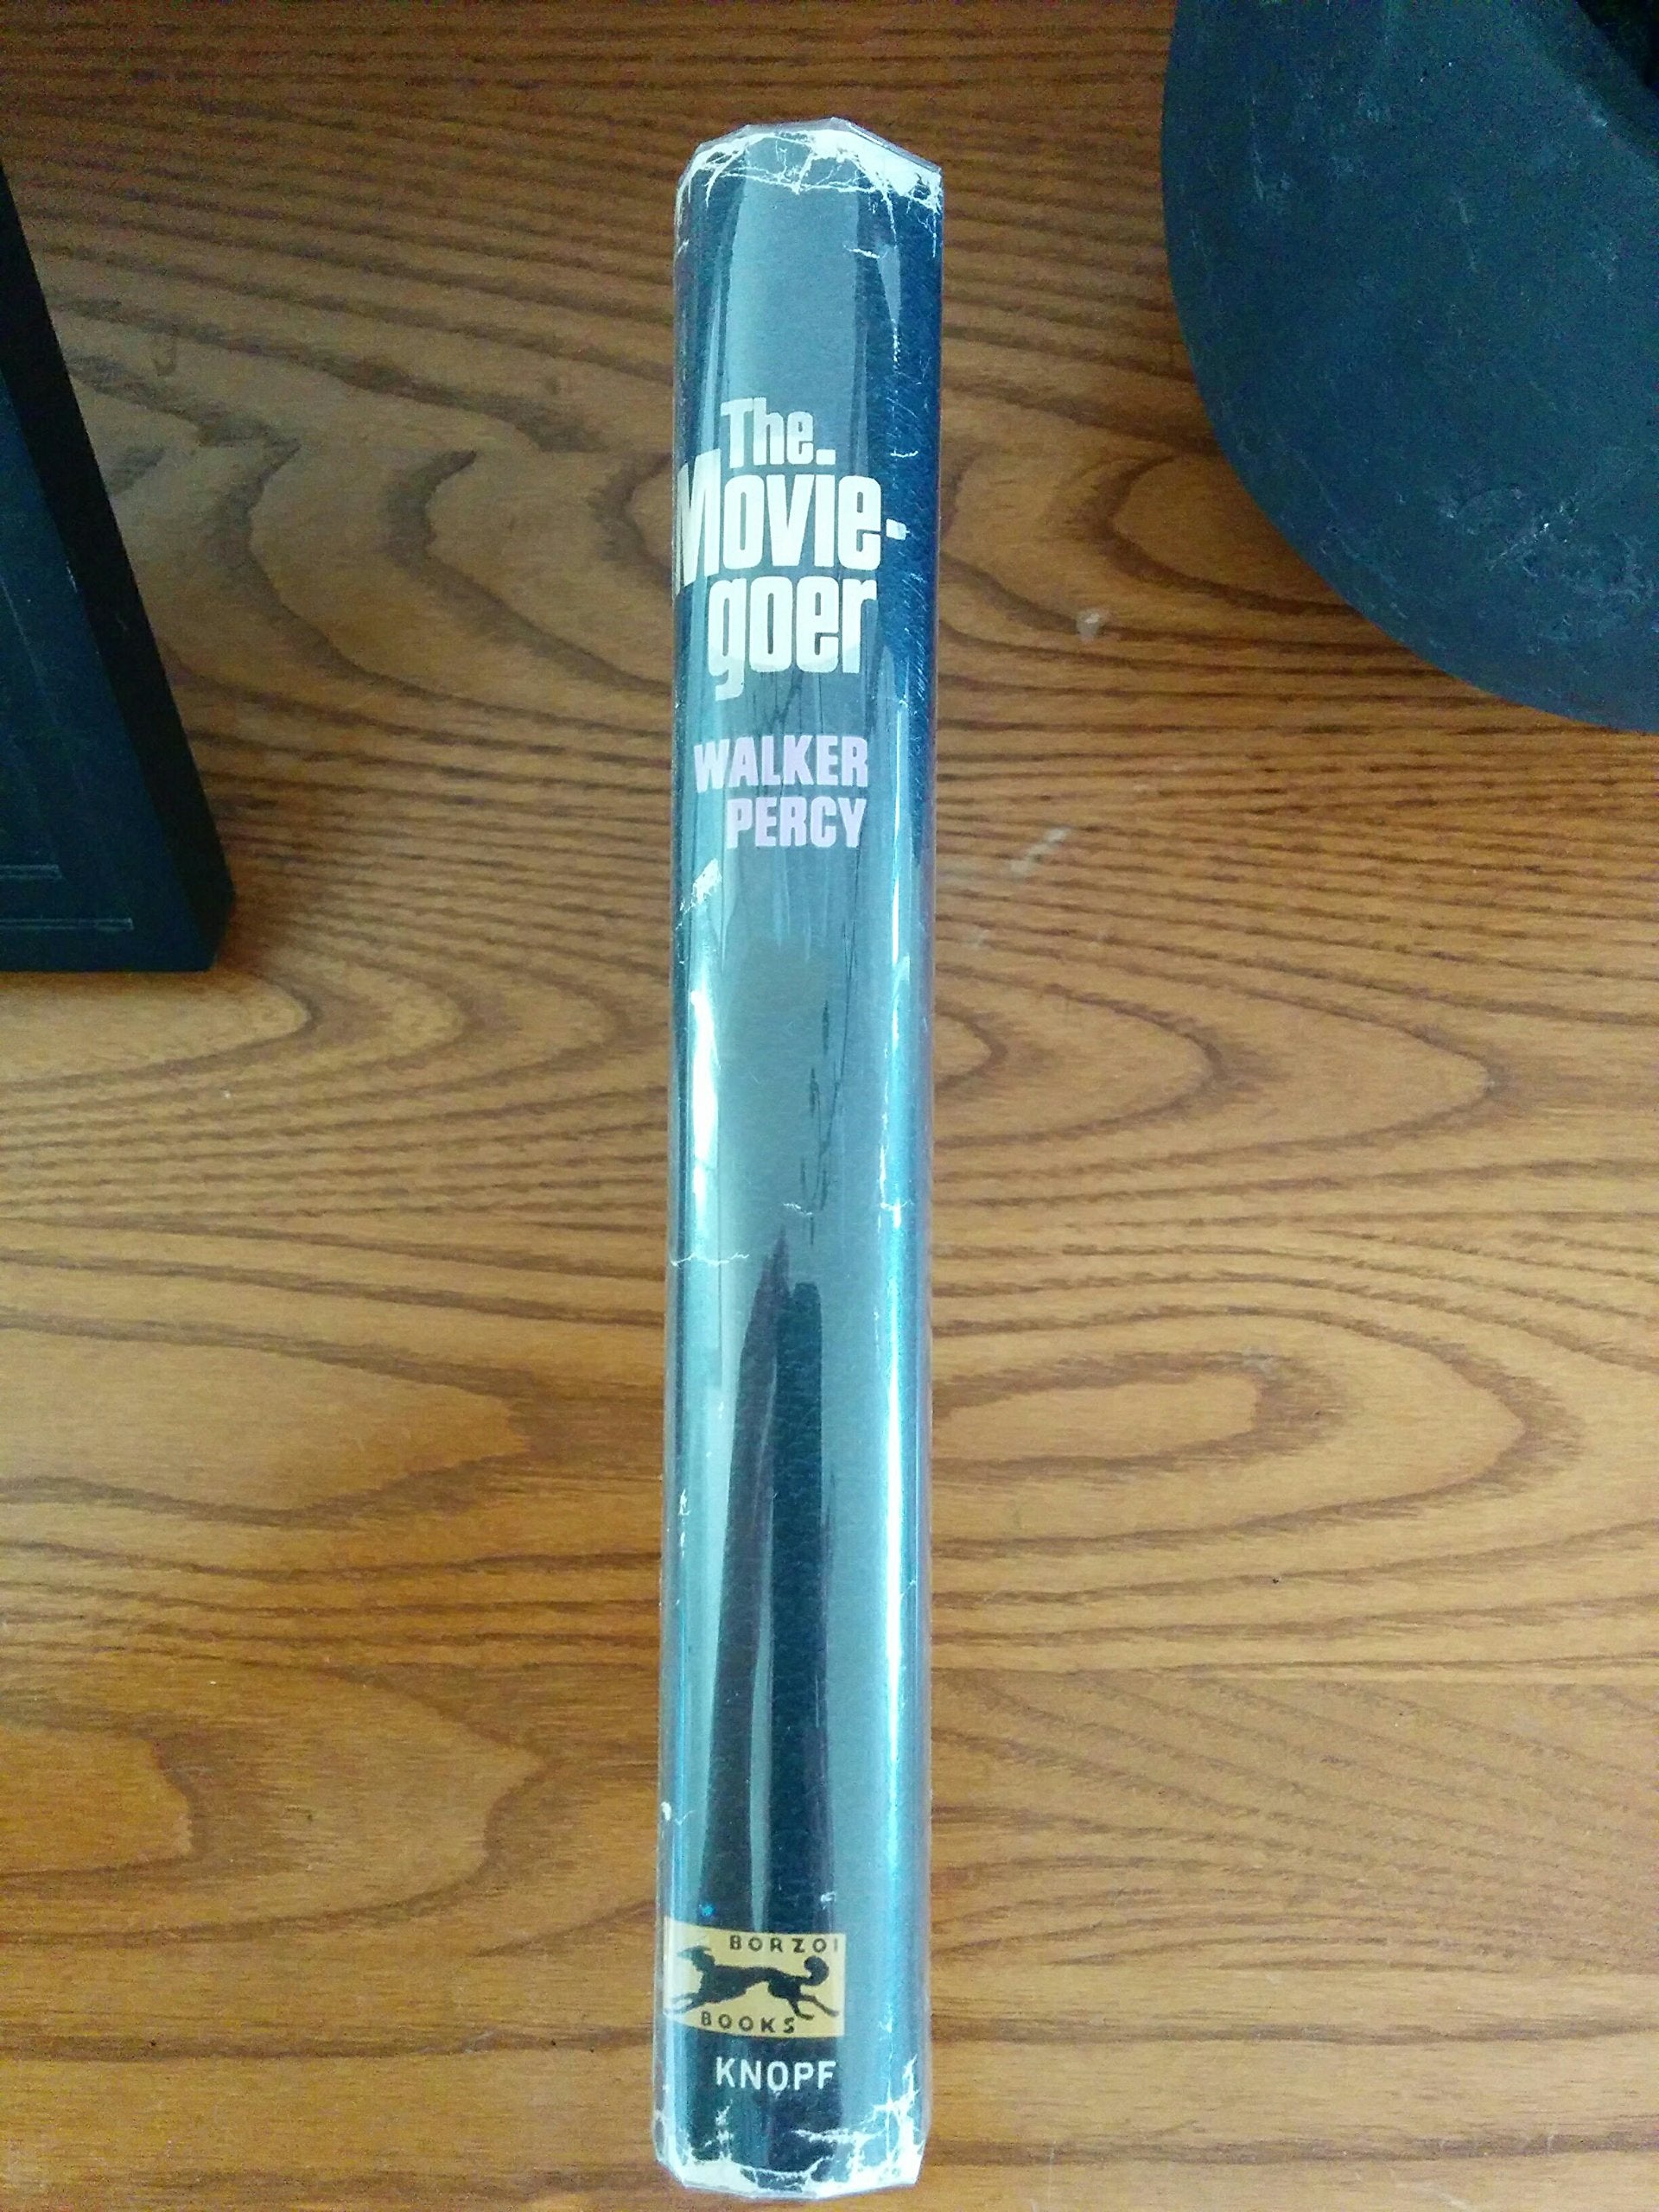 The
Movie-
goer
WALKER
PERCY
BORZOI
BOOKS
KNOPF